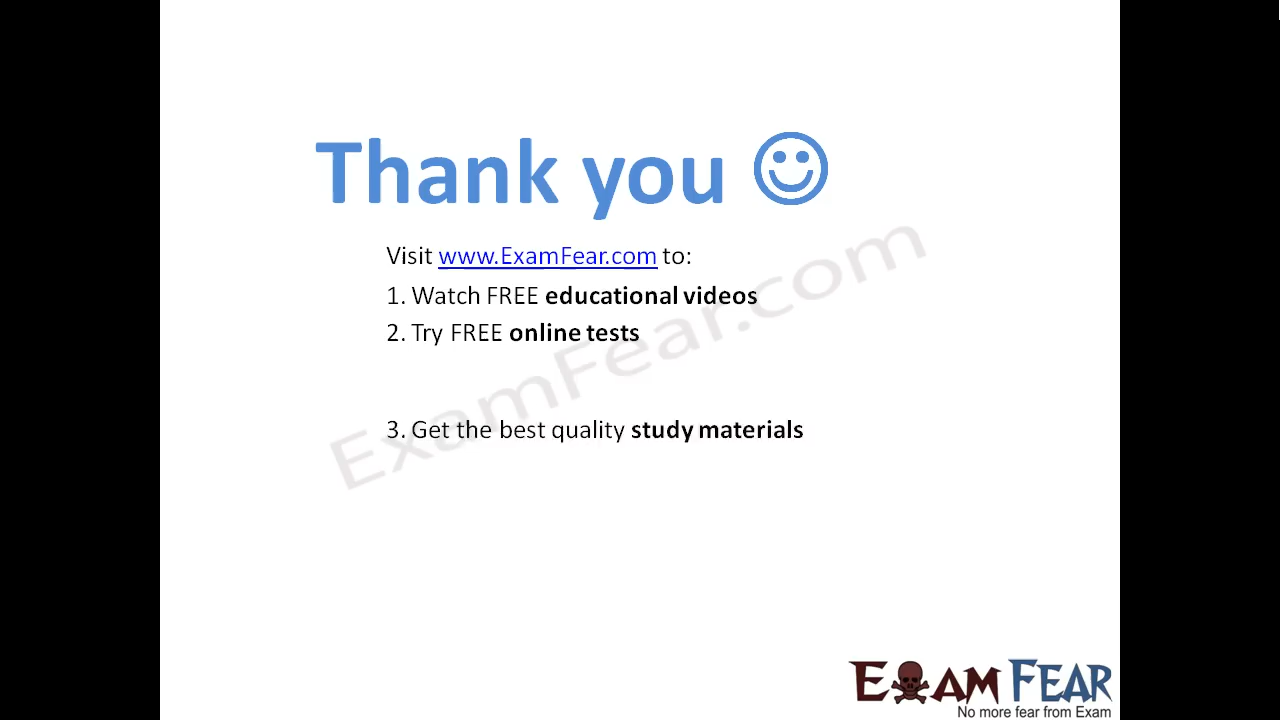 Thank you ☺
Visit www.ExamFear.com to:
1. Watch FREE educational videos
2. Try FREE online tests
3. Get the best quality study materials
ExamFear.com
EXAM FEAR
No more fear from Exam